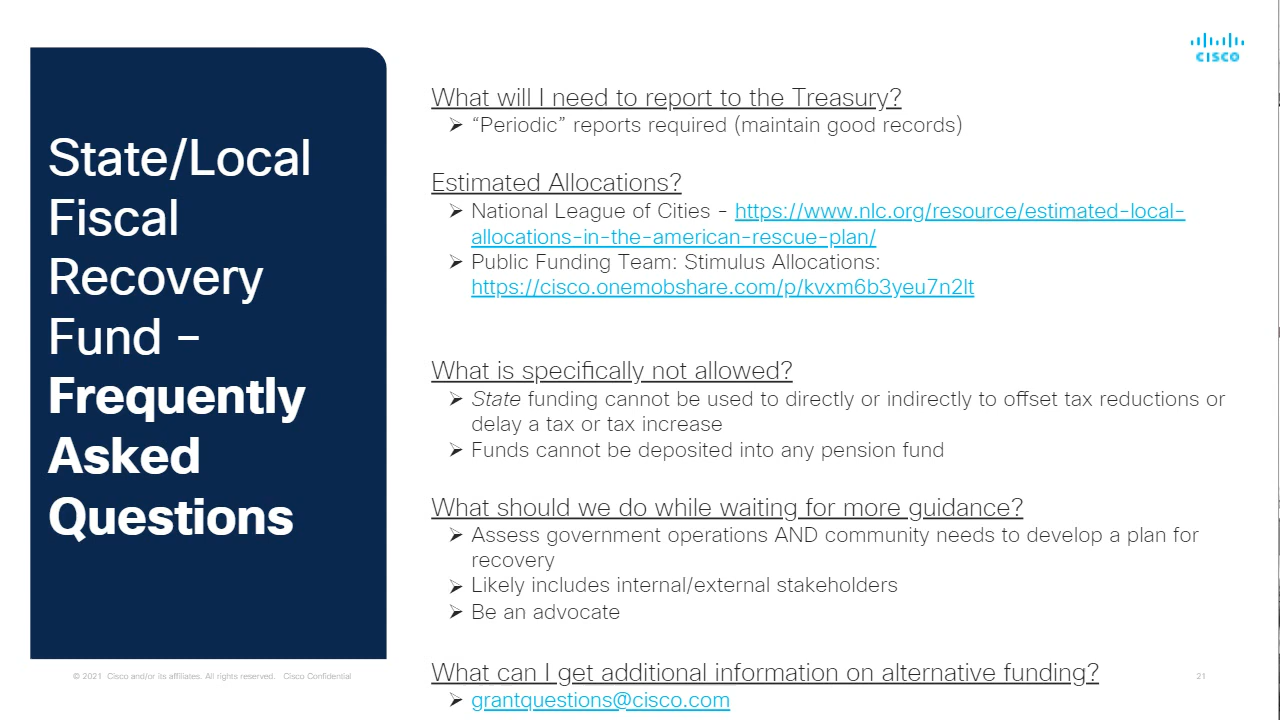 CISCO
State/Local
Fiscal
Recovery
Fund –
Frequently
Asked
Questions
What will I need to report to the Treasury?
➢ “Periodic” reports required (maintain good records)
Estimated Allocations?
➢ National League of Cities - https://www.nlc.org/resource/estimated-local-
allocations-in-the-american-rescue-plan/
➢ Public Funding Team: Stimulus Allocations:
https://cisco.onemobshare.com/p/kvxm6b3yeu7n2lt
What is specifically not allowed?
➢ State funding cannot be used to directly or indirectly to offset tax reductions or
delay a tax or tax increase
➢ Funds cannot be deposited into any pension fund
What should we do while waiting for more guidance?
➢ Assess government operations AND community needs to develop a plan for
recovery
➢ Likely includes internal/external stakeholders
➢ Be an advocate
What can I get additional information on alternative funding?
➢ grantquestions@cisco.com
© 2021 Cisco and/or its affiliates. All rights reserved. Cisco Confidential
21